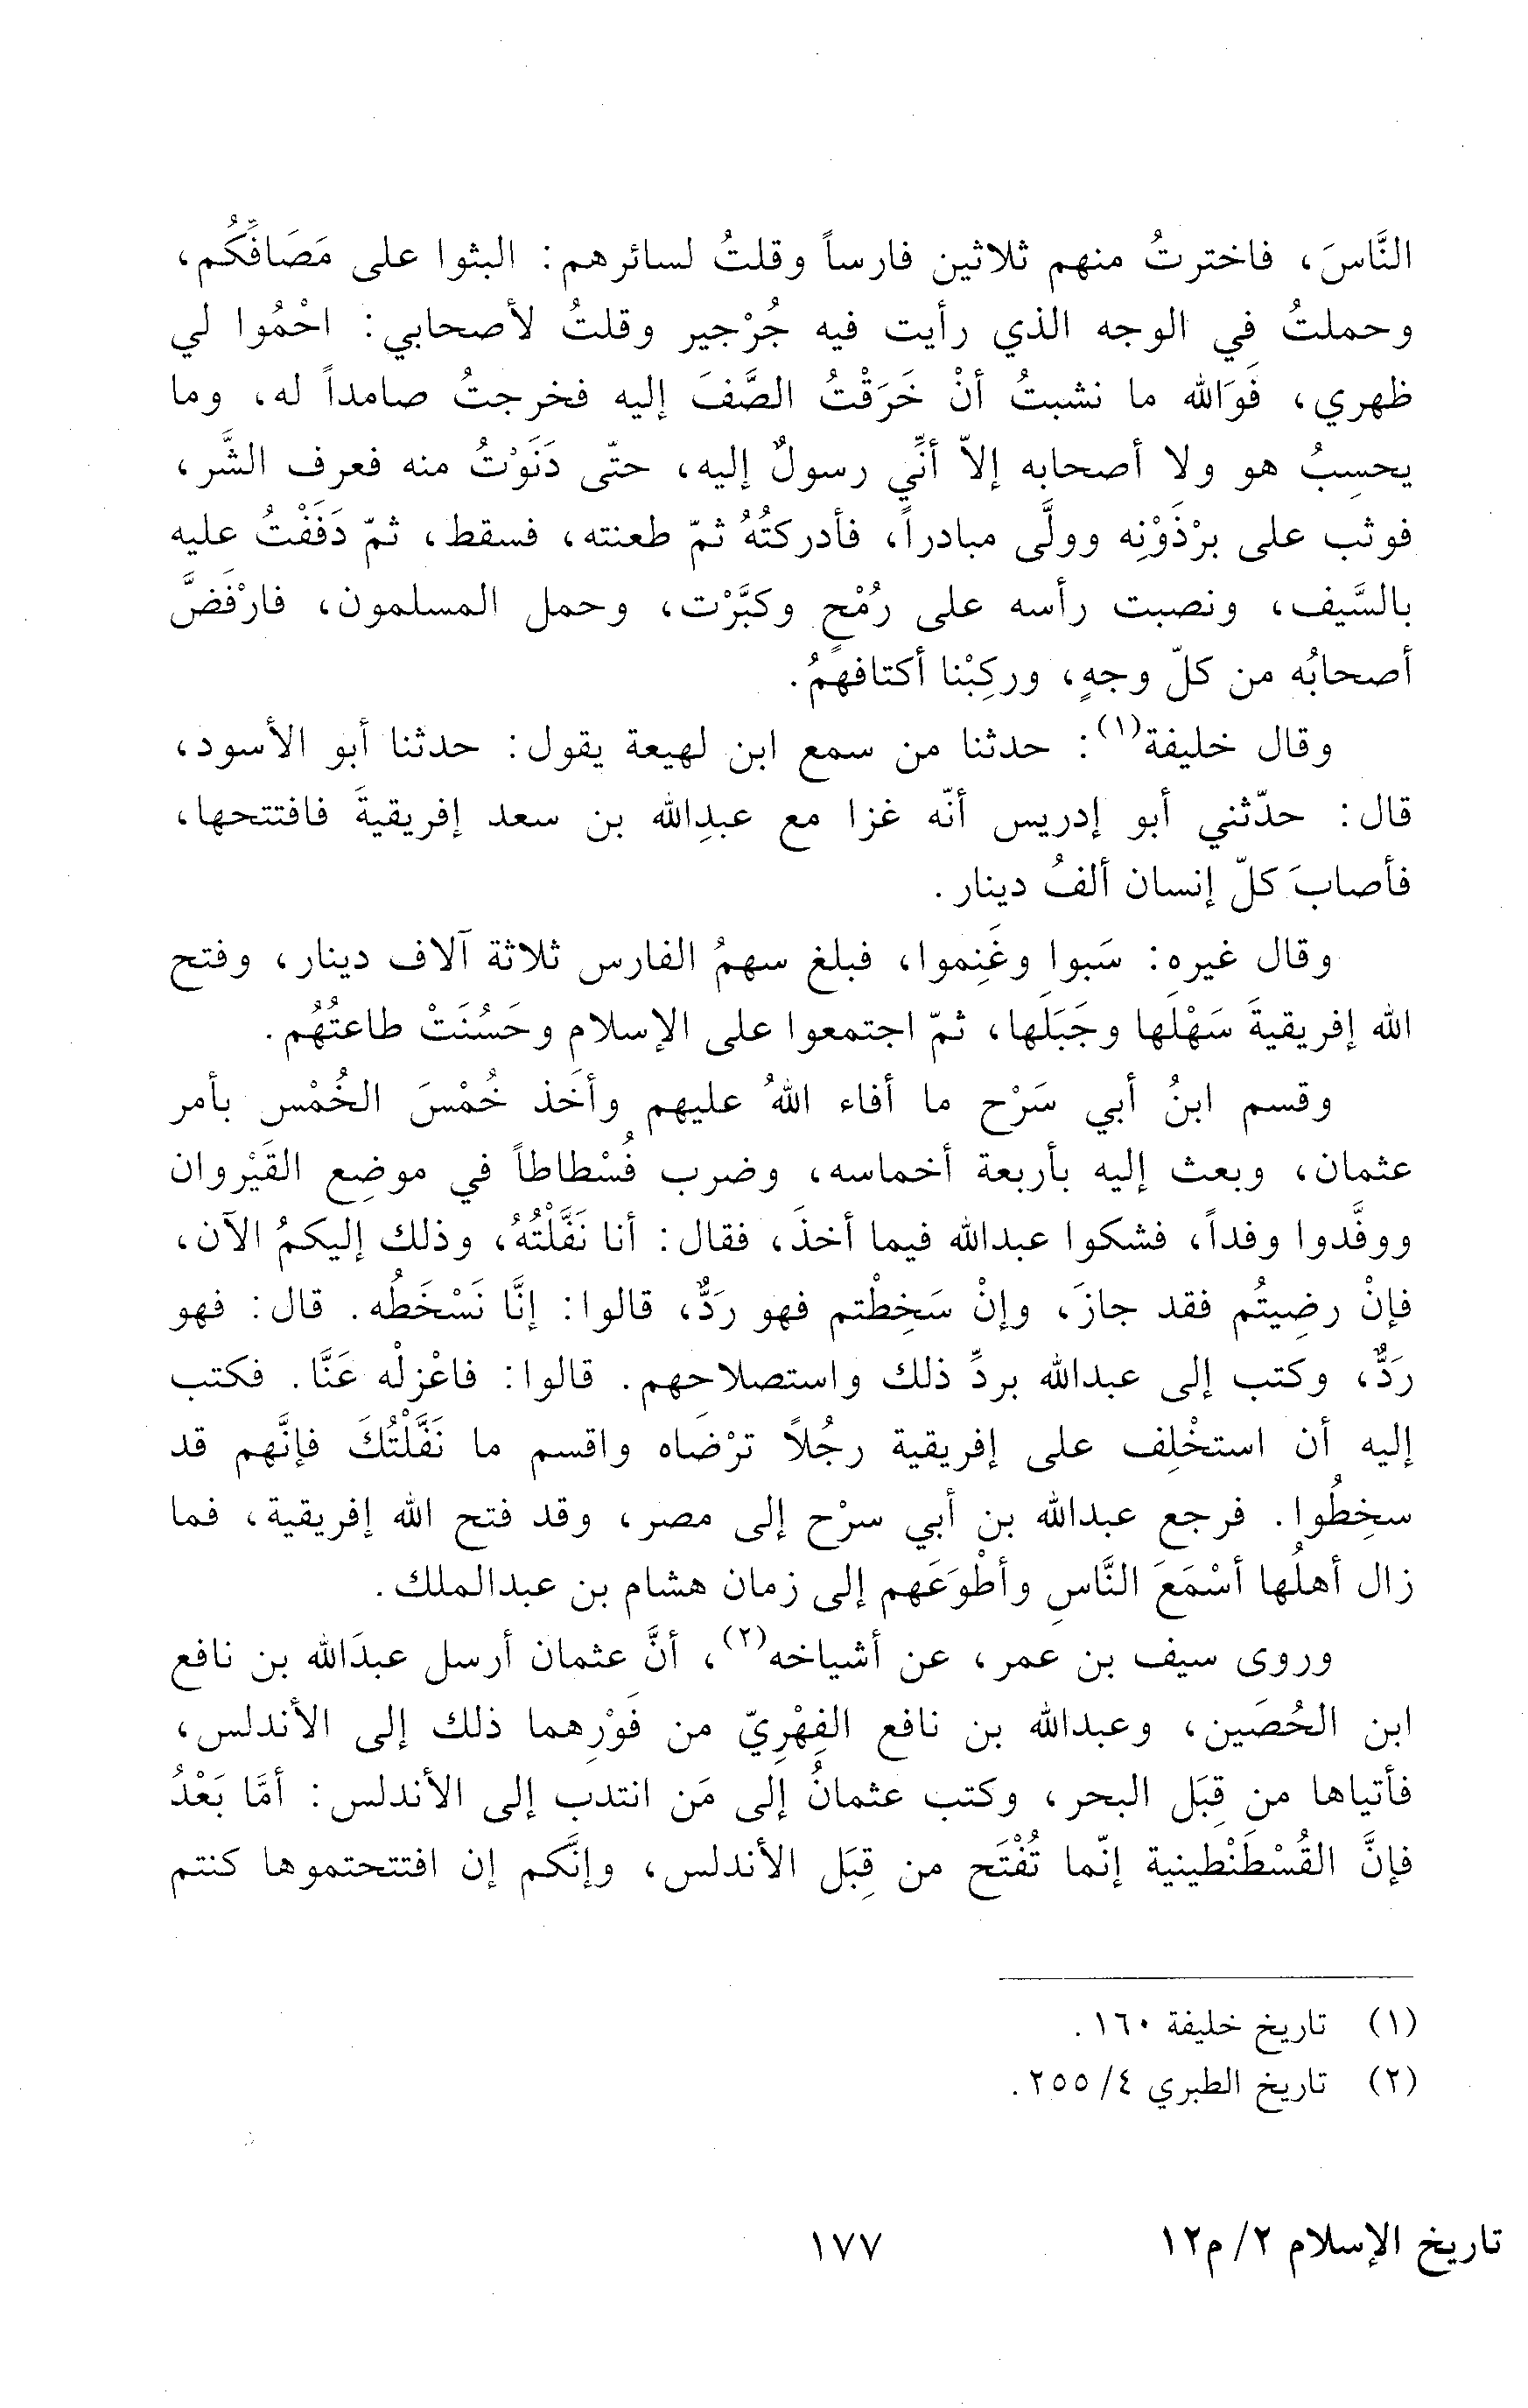 النَّاسَ، فاخترتُ منهم ثلاثين فارساً وقلتُ لسائرهم: البثوا على مَصَافِّكُم،
وحملتُ في الوجه الذي رأيت فيه جُرْجير وقلتُ لأصحابي: احْمُوا لي
ظهري، فَوَالله ما نشبتُ أنْ خَرَقْتُ الصَّفَ إليه فخرجتُ صامداً له، وما
يحسِبُ هو ولا أصحابه إلاّ أنِّي رسولٌ إليه، حتّى دَنَوْتُ منه فعرف الشَّر،
فوثب على برْذَوْنِه وولَّى مبادراً، فأدركتُهُ ثمّ طعنته، فسقط، ثمّ دَفَفْتُ عليه
بالسَّيف، ونصبت رأسه على رُمْحٍ وكبَّرْت، وحمل المسلمون، فارْفَضَّ
أصحابُه من كلّ وجهٍ، وركِبْنا أكتافهمُ.
وقال خليفة(١): حدثنا من سمع ابن لهيعة يقول: حدثنا أبو الأسود،
قال: حدّثني أبو إدريس أنّه غزا مع عبدِالله بن سعد إفريقيةَ فافتتحها،
فأصابَ كلّ إنسان ألفُ دينار.
وقال غيرِه: سَبوا وغَنِموا، فبلغ سهمُ الفارس ثلاثة آلاف دينار، وفتح
الله إفريقيةَ سَهْلَها وجَبَلَها، ثمّ اجتمعوا على الإسلامِ وحَسُنَتْ طاعتُهُم.
وقسم ابنُ أبي سَرْح ما أفاء اللهُ عليهم وأخَذ خُمْسَ الخُمْسِ بأمر
عثمان، وبعث إليه بأربعة أخماسه، وضرب فُسْطاطاً في موضِع القَيْروان
ووفَّدوا وفداً، فشكوا عبدالله فيما أخذَ، فقال: أنا نَفَّلْتُهُ، وذلك إليكمُ الآن،
فإنْ رضِيتُم فقد جازَ، وإنْ سَخِطْتم فهو رَدٌّ، قالوا: إنَّا نَسْخَطُه. قال: فهو
رَدٌّ، وكتب إلى عبدالله بردِّ ذلك واستصلاحهم. قالوا: فاعْزلْه عَنَّا. فكتب
إليه أن استخْلِف على إفريقية رجُلاً ترْضَاه واقسم ما نَفَّلْتُكَ فإنَّهم قد
سخِطُوا. فرجع عبدالله بن أبي سرْح إلى مصر، وقد فتح الله إفريقية، فما
زال أهلُها أسْمَعَ النَّاسِ وأطْوَعَهم إلى زمان هشام بن عبدالملك.
وروى سيف بن عمر، عن أشياخه(٢)، أنَّ عثمان أرسل عبدَالله بن نافع
ابن الحُصَين، وعبدالله بن نافع الفِهْرِيّ من فَوْرِهما ذلك إلى الأندلس،
فأتياها من قِبَل البحر، وكتب عثمانُ إلى مَن انتدب إلى الأندلس: أمَّا بَعْدُ
فإنَّ القُسْطَنْطينية إنّما تُفْتَح من قِبَل الأندلس، وإنَّكم إن افتتحتموها كنتم
(١) تاريخ خليفة ١٦٠.
(٢) تاريخ الطبري ٤/ ٢٥٥.
تاريخ الإسلام ٢/ م١٢
١٧٧